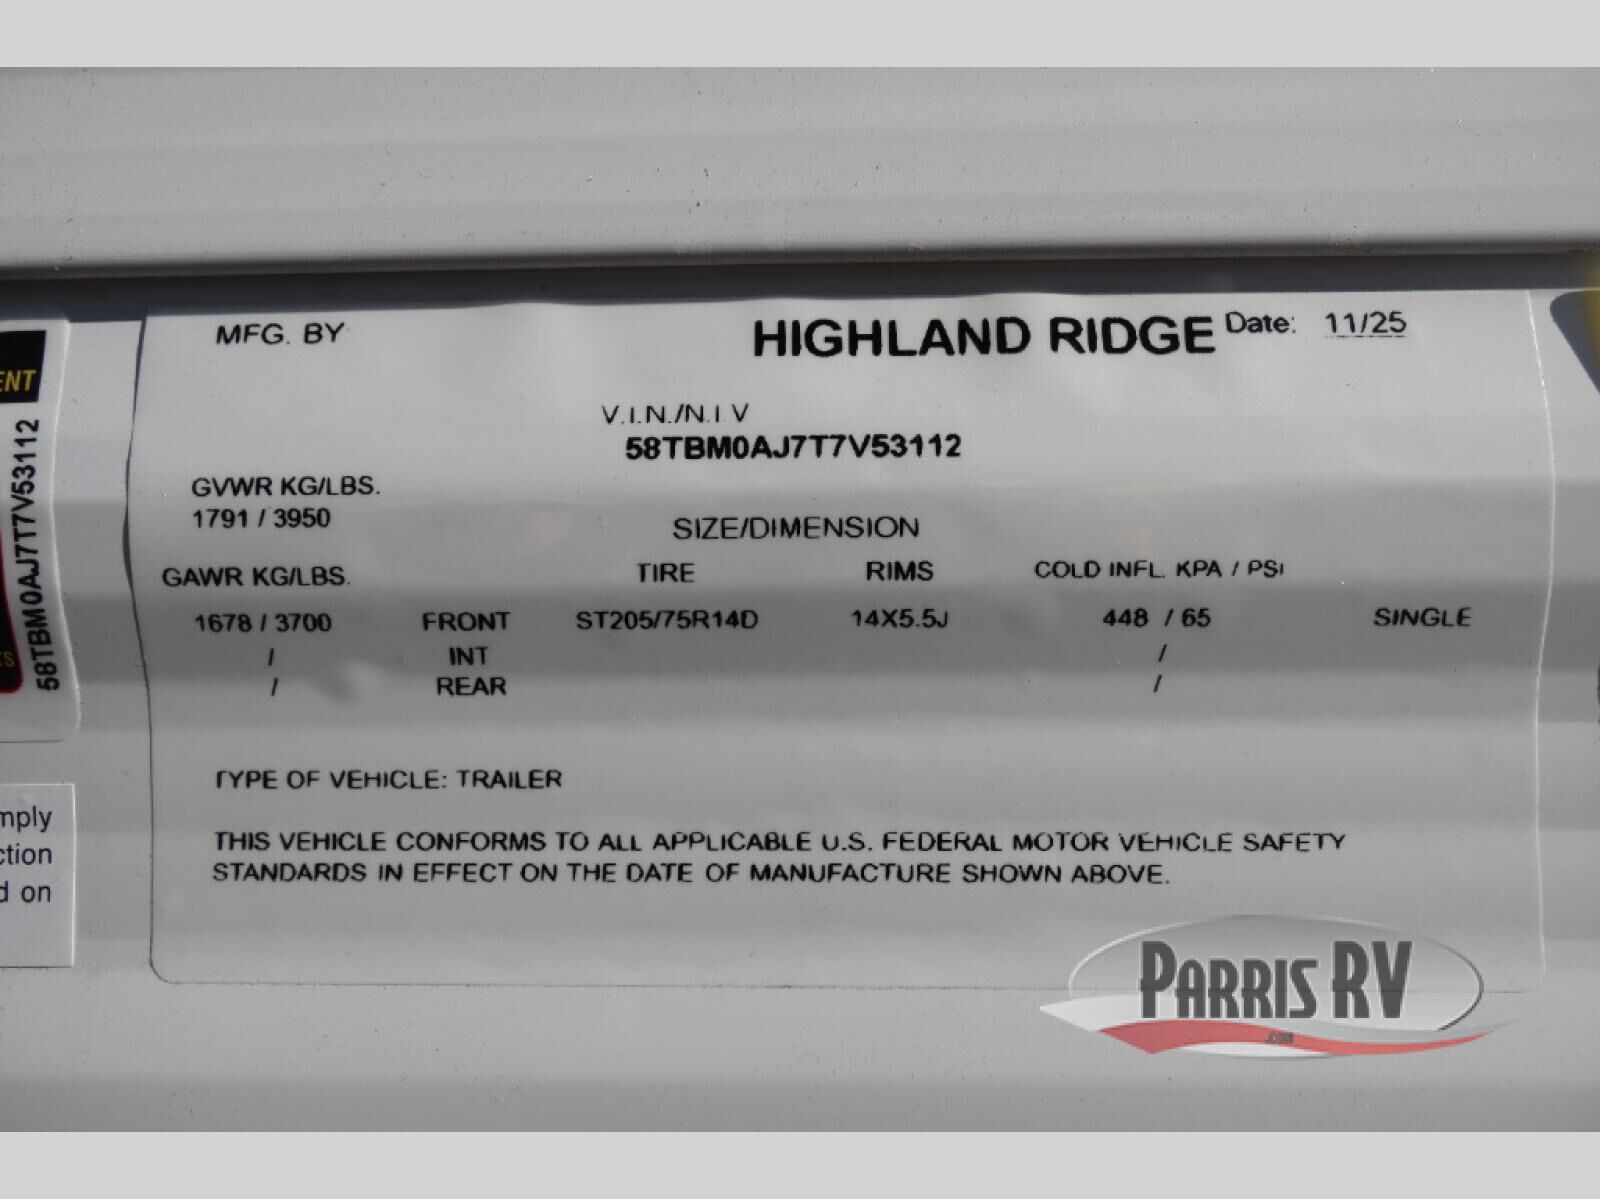 MFG. BY
HIGHLAND RIDGE Date: 11/25
V.I.N./N.I.V
58TBM0AJ7T7V53112
GVWR KG/LBS.
1791 / 3950
SIZE/DIMENSION
GAWR KG/LBS. TIRE RIMS COLD INFL. KPA / PSI
1678 / 3700 FRONT ST205/75R14D 14X5.5J 448 / 65 SINGLE
/ INT /
/ REAR /
TYPE OF VEHICLE: TRAILER
THIS VEHICLE CONFORMS TO ALL APPLICABLE U.S. FEDERAL MOTOR VEHICLE SAFETY
STANDARDS IN EFFECT ON THE DATE OF MANUFACTURE SHOWN ABOVE.
ENT
58TBM0AJ7T7V53112
TS
mply
ction
d on
PARRIS RV
.COM